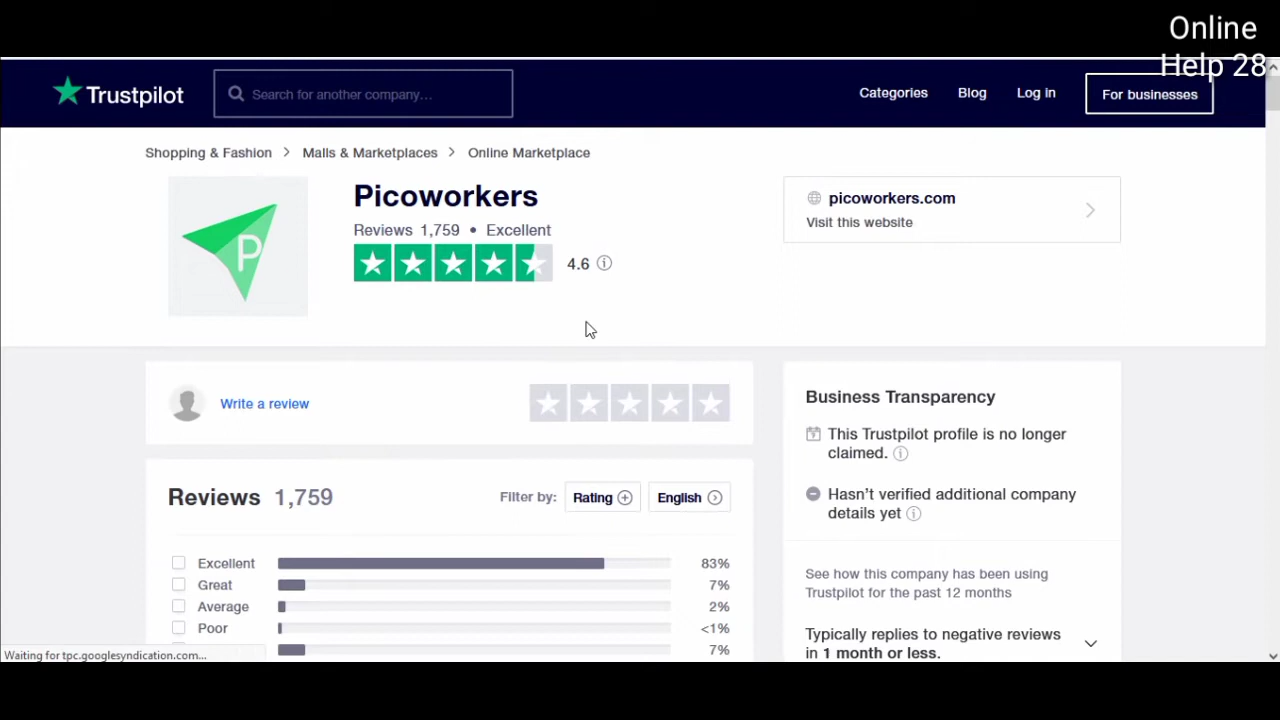 Online
Help 28
Trustpilot
Search for another company...
Categories
Blog
Log in
For businesses
Shopping & Fashion > Malls & Marketplaces > Online Marketplace
P
Picoworkers
Reviews 1,759 • Excellent
4.6
picoworkers.com
Visit this website
Write a review
Reviews 1,759
Filter by:
Rating
English
Excellent 83%
Great 7%
Average 2%
Poor <1%
7%
Business Transparency
This Trustpilot profile is no longer
claimed.
Hasn't verified additional company
details yet
See how this company has been using
Trustpilot for the past 12 months
Typically replies to negative reviews
in 1 month or less.
Waiting for tpc.googlesyndication.com...